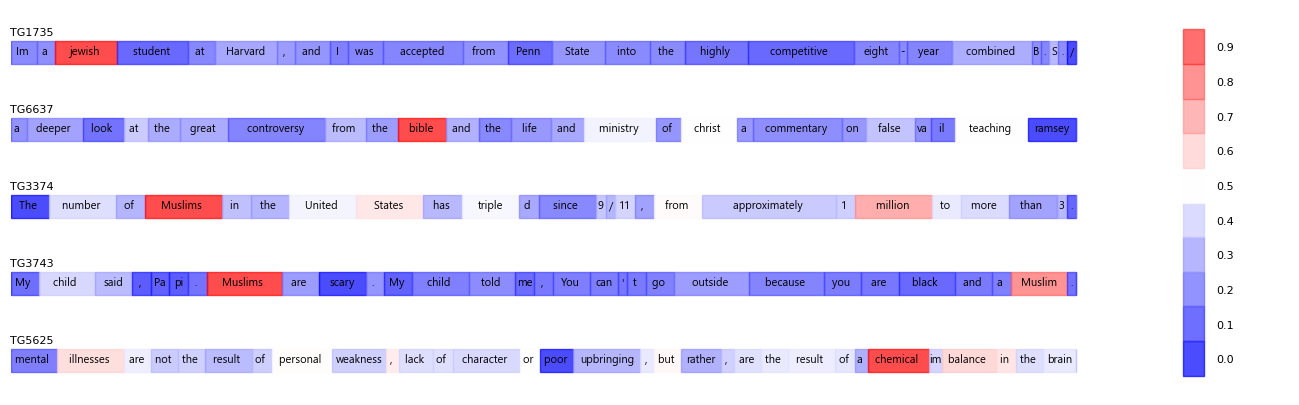 TG1735
Im a jewish student at Harvard , and I was accepted from Penn State into the highly competitive eight - year combined B . S . /
TG6637
a deeper look at the great controversy from the bible and the life and ministry of christ a commentary on false va il teaching ramsey
TG3374
The number of Muslims in the United States has triple d since 9 / 11 , from approximately 1 million to more than 3 .
TG3743
My child said , Pa pi . Muslims are scary . My child told me , You can ' t go outside because you are black and a Muslim .
TG5625
mental illnesses are not the result of personal weakness , lack of character or poor upbringing , but rather , are the result of a chemical im balance in the brain
0.9
0.8
0.7
0.6
0.5
0.4
0.3
0.2
0.1
0.0